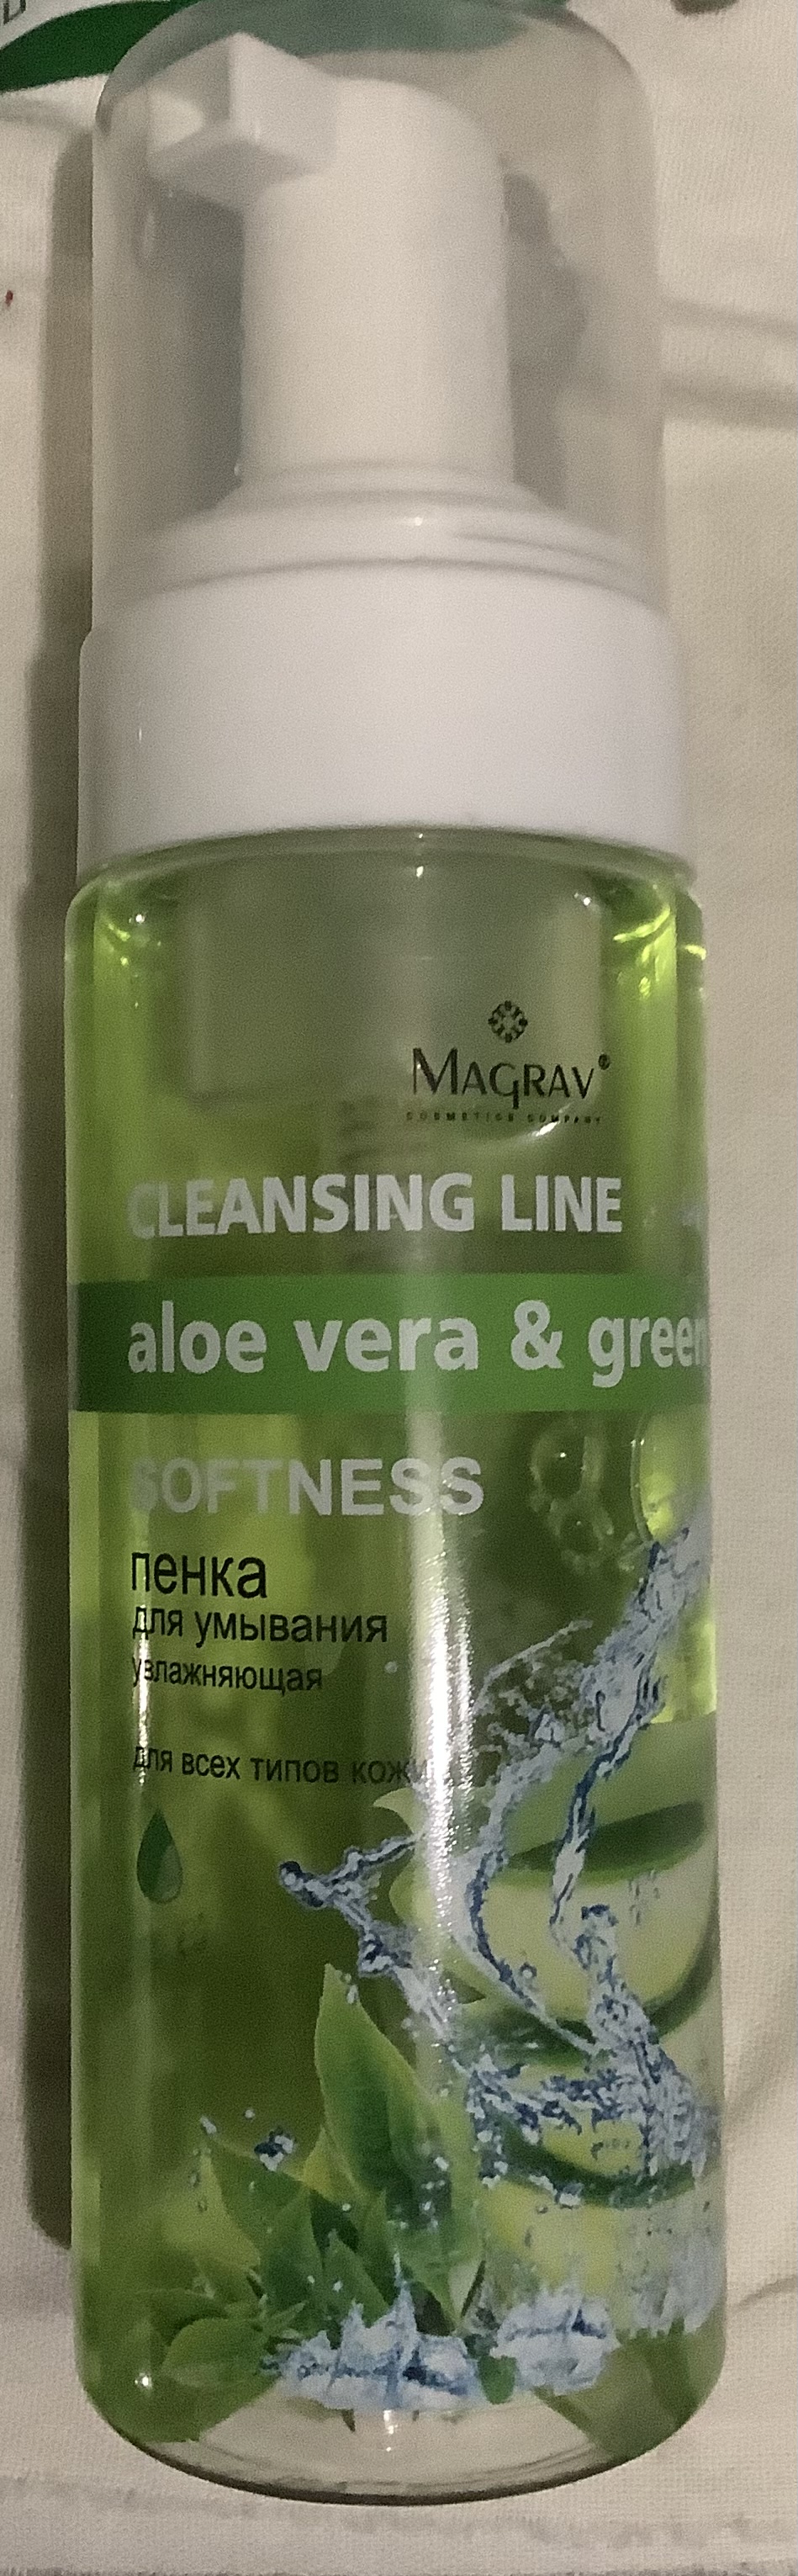 MAGRAV®
COSMETICS COMPANY
CLEANSING LINE
aloe vera & green
SOFTNESS
пенка
для умывания
увлажняющая
для всех типов кожи